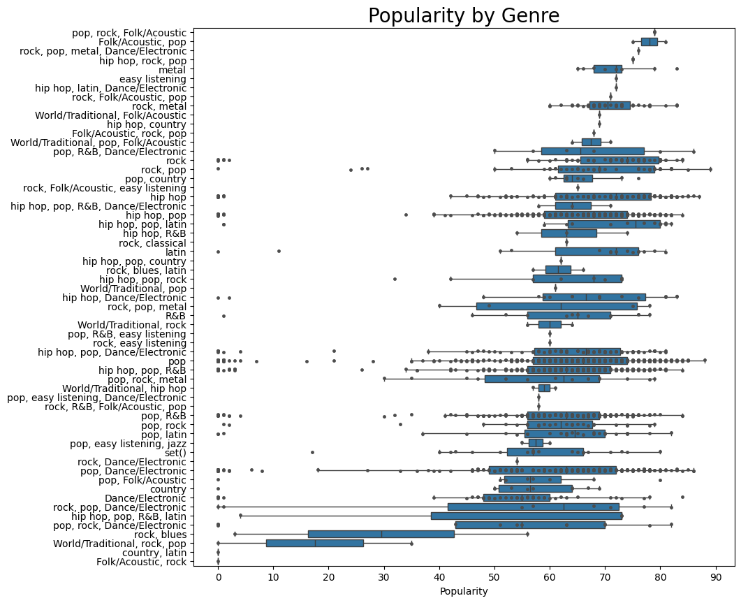 Popularity by Genre
pop, rock, Folk/Acoustic
Folk/Acoustic, pop
rock, pop, metal, Dance/Electronic
hip hop, rock, pop
metal
easy listening
hip hop, latin, Dance/Electronic
rock, Folk/Acoustic, pop
rock, metal
World/Traditional, Folk/Acoustic
hip hop, country
Folk/Acoustic, rock, pop
World/Traditional, pop, Folk/Acoustic
pop, R&B, Dance/Electronic
rock
rock, pop
pop, country
rock, Folk/Acoustic, easy listening
hip hop
hip hop, pop, R&B, Dance/Electronic
hip hop, pop
hip hop, pop, latin
hip hop, R&B
rock, classical
latin
hip hop, pop, country
rock, blues, latin
hip hop, pop, rock
World/Traditional, pop
hip hop, Dance/Electronic
rock, pop, metal
R&B
World/Traditional, rock
pop, R&B, easy listening
rock, easy listening
hip hop, pop, Dance/Electronic
pop
hip hop, pop, R&B
pop, rock, metal
World/Traditional, hip hop
pop, easy listening, Dance/Electronic
rock, R&B, Folk/Acoustic, pop
pop, R&B
pop, rock
pop, latin
pop, easy listening, jazz
set()
rock, Dance/Electronic
pop, Dance/Electronic
pop, Folk/Acoustic
country
Dance/Electronic
rock, pop, Dance/Electronic
hip hop, pop, R&B, latin
pop, rock, Dance/Electronic
rock, blues
World/Traditional, rock, pop
country, latin
Folk/Acoustic, rock
0 10 20 30 40 50 60 70 80 90
Popularity